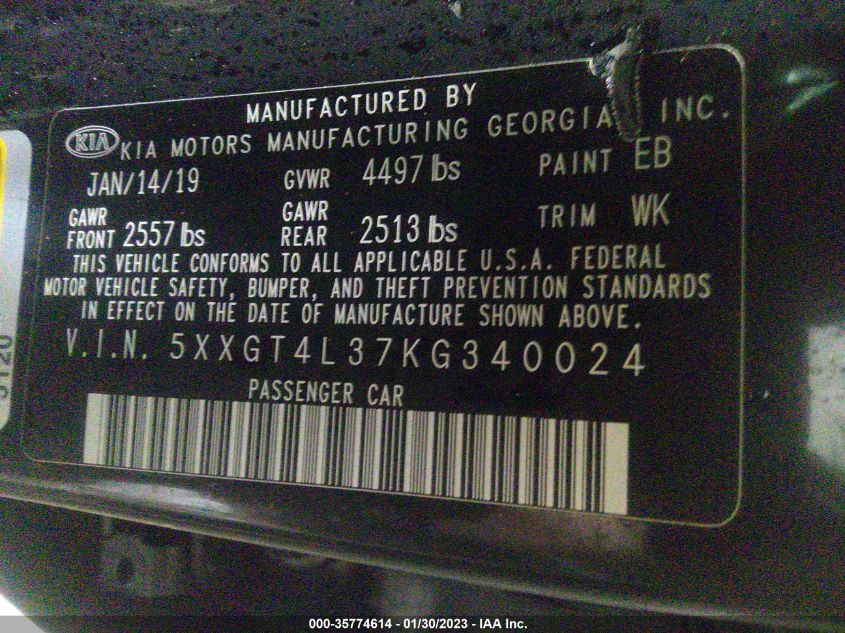 MANUFACTURED BY
KIA KIA MOTORS MANUFACTURING GEORGIA INC.
JAN/14/19 GVWR 4497 lbs PAINT EB
GAWR FRONT 2557 lbs GAWR REAR 2513 lbs TRIM WK
THIS VEHICLE CONFORMS TO ALL APPLICABLE U.S.A. FEDERAL
MOTOR VEHICLE SAFETY, BUMPER, AND THEFT PREVENTION STANDARDS
IN EFFECT ON THE DATE OF MANUFACTURE SHOWN ABOVE.
V.I.N. 5XXGT4L37KG340024
PASSENGER CAR
000-35774614 - 01/30/2023 - IAA Inc.